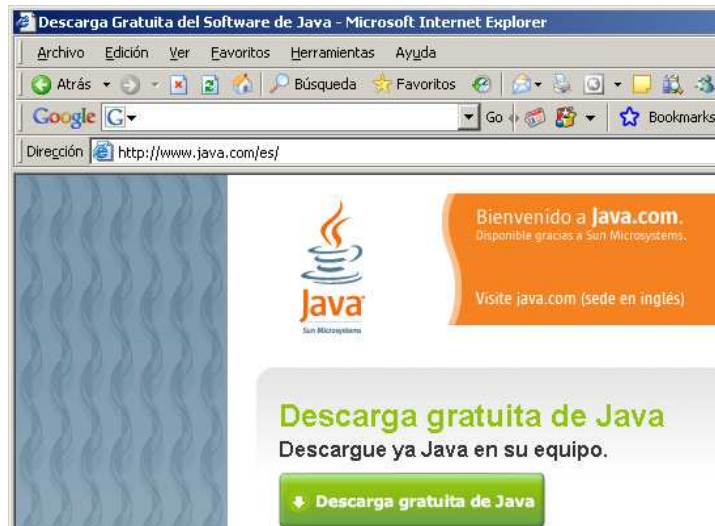 Descarga Gratuita del Software de Java - Microsoft Internet Explorer
Archivo Edición Ver Favoritos Herramientas Ayuda
Atrás Búsqueda Favoritos
Google G Go Bookmarks
Dirección http://www.java.com/es/
Bienvenido a Java.com.
Disponible gracias a Sun Microsystems.
Visite java.com (sede en inglés)
Java
Sun Microsystems
Descarga gratuita de Java
Descargue ya Java en su equipo.
Descarga gratuita de Java